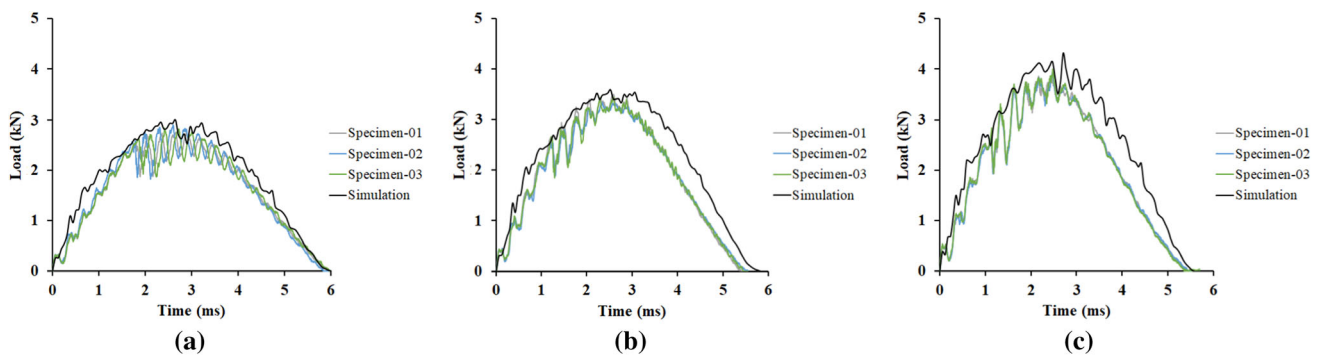 5
4
3
2
1
0
Load (kN)
0 1 2 3 4 5 6
Time (ms)
Specimen-01
Specimen-02
Specimen-03
Simulation
(a)
5
4
3
2
1
0
Load (kN)
0 1 2 3 4 5 6
Time (ms)
Specimen-01
Specimen-02
Specimen-03
Simulation
(b)
5
4
3
2
1
0
Load (kN)
0 1 2 3 4 5 6
Time (ms)
Specimen-01
Specimen-02
Specimen-03
Simulation
(c)